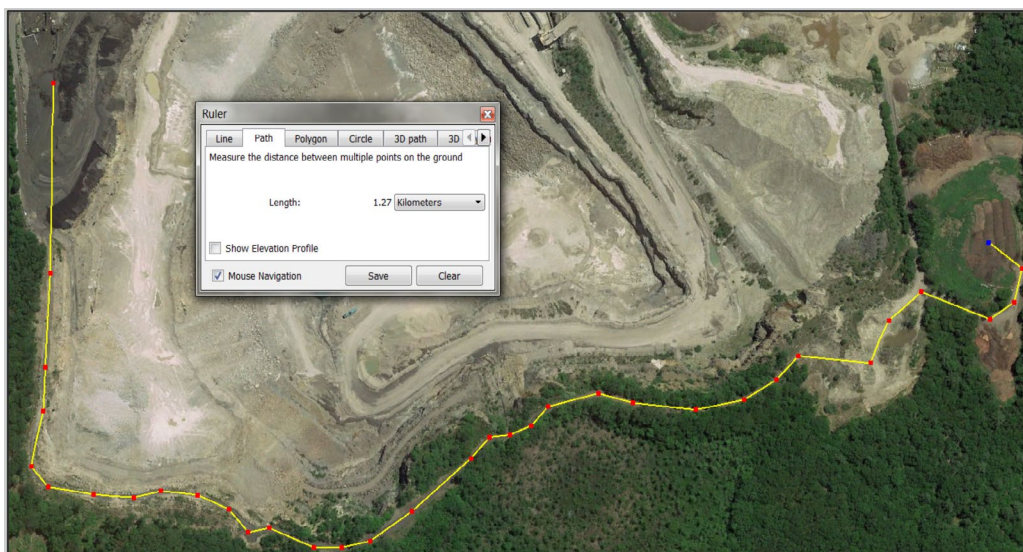 Ruler
Line Path Polygon Circle 3D path 3D
Measure the distance between multiple points on the ground
Length: 1.27 Kilometers
Show Elevation Profile
Mouse Navigation Save Clear